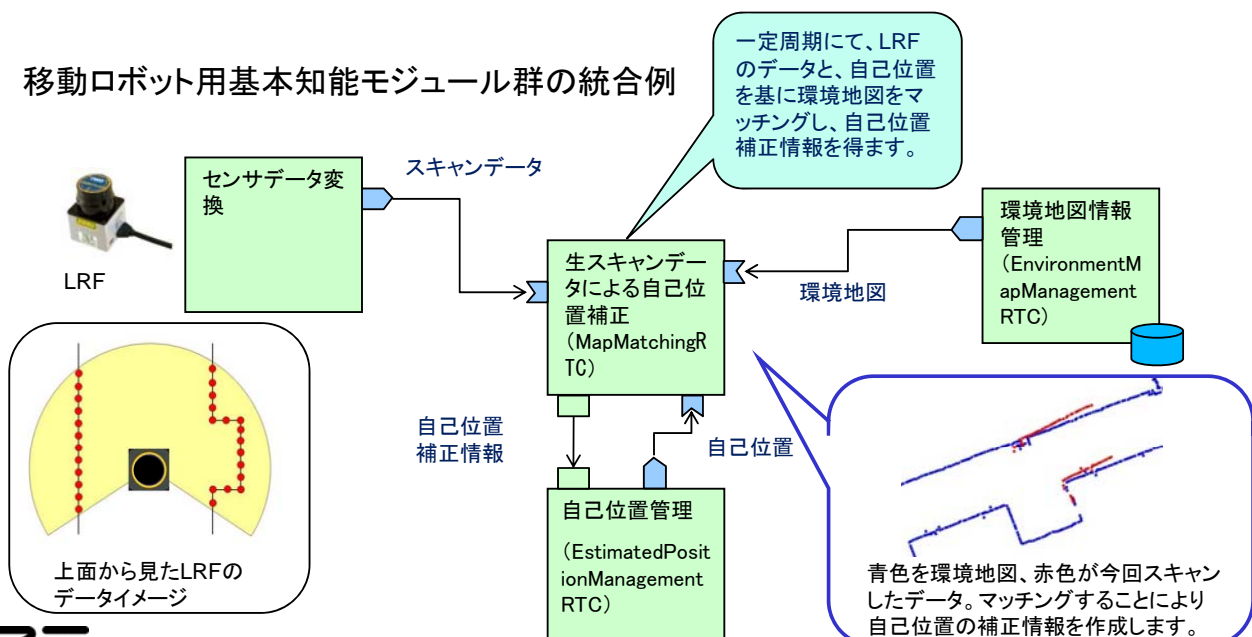 移動ロボット用基本知能モジュール群の統合例
一定周期にて、LRF
のデータと、自己位置
を基に環境地図をマ
ッチングし、自己位置
補正情報を得ます。
LRF
センサデータ変
換
スキャンデータ
生スキャンデー
タによる自己位
置補正
(MapMatchingR
TC)
環境地図
環境地図情報
管理
(EnvironmentM
apManagement
RTC)
上面から見たLRFの
データイメージ
自己位置
補正情報
自己位置
自己位置管理
(EstimatedPosit
ionManagement
RTC)
青色を環境地図、赤色が今回スキャン
したデータ。マッチングすることにより
自己位置の補正情報を作成します。